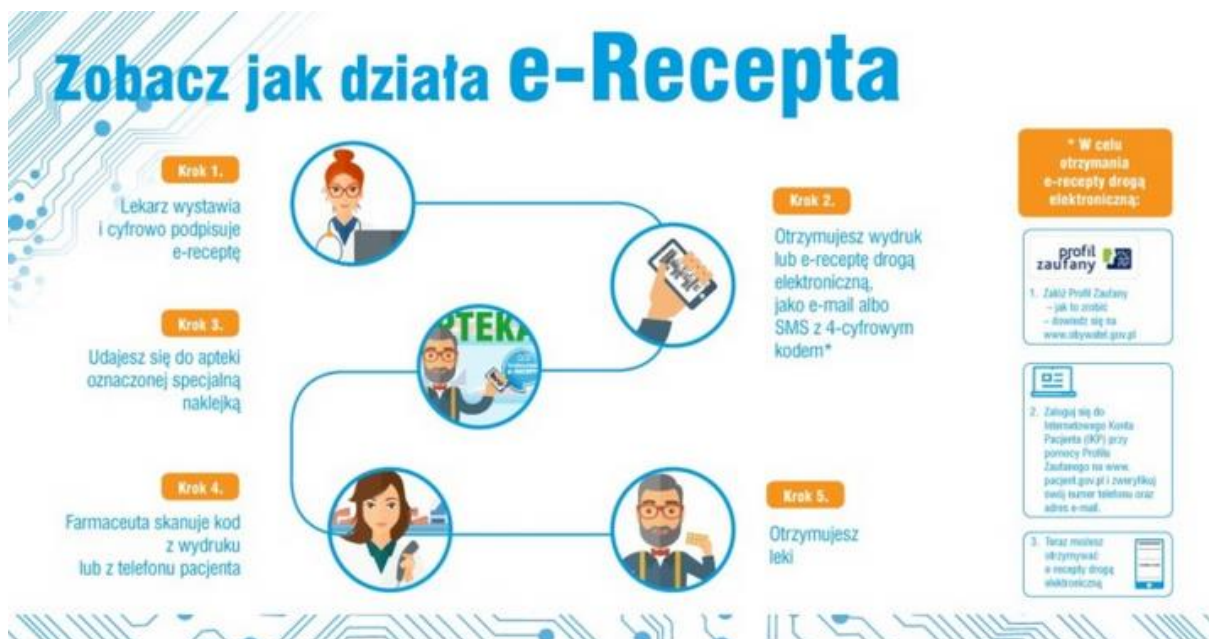 Zobacz jak działa e-Recepta
Krok 1.
Lekarz wystawia
i cyfrowo podpisuje
e-receptę
Krok 2.
Otrzymujesz wydruk
lub e-receptę drogą
elektroniczną,
jako e-mail albo
SMS z 4-cyfrowym
kodem*
Krok 3.
Udajesz się do apteki
oznaczonej specjalną
naklejką
PTEKA
Krok 4.
Farmaceuta skanuje kod
z wydruku
lub z telefonu pacjenta
Krok 5.
Otrzymujesz
leki
* W celu
otrzymania
e-recepty drogą
elektroniczną:
profil
zaufany
1. Załóż Profil Zaufany
– jak to zrobić
– dowiedz się na
www.obywatel.gov.pl
2. Zaloguj się do
Internetowego Konta
Pacjenta (IKP) przy
pomocy Profilu
Zaufanego na www.
pacjent.gov.pl i zweryfikuj
swój numer telefonu oraz
adres e-mail.
3. Teraz możesz
otrzymywać
e recepty drogą
elektroniczną